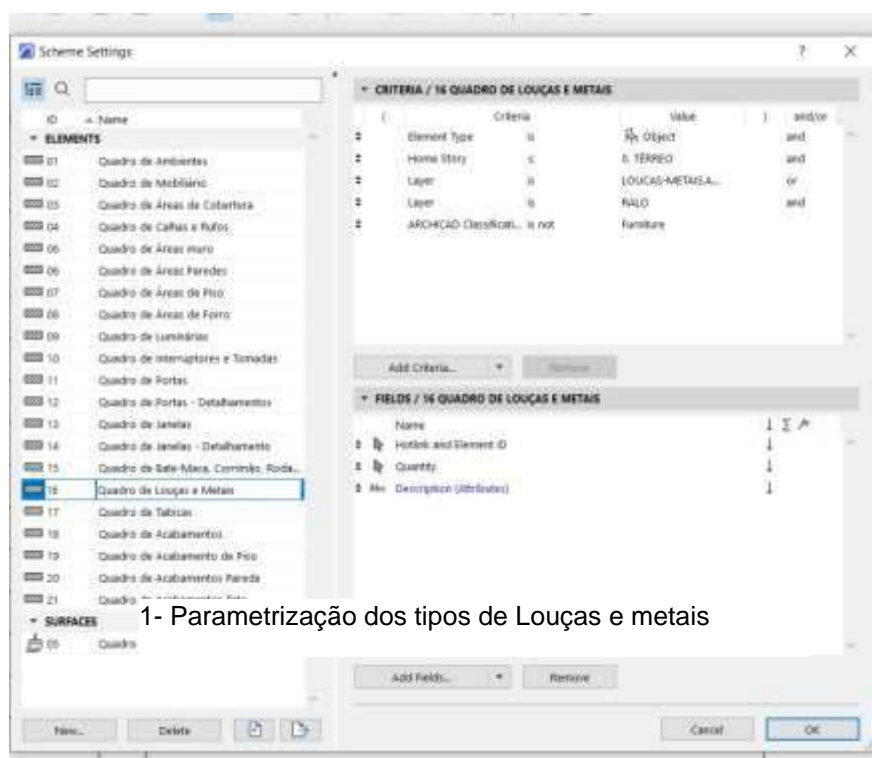 Scheme Settings
? ×
ID Name
ELEMENTS
01 Quadro de Ambientes
02 Quadro de Mobiliário
03 Quadro de Áreas de Cobertura
04 Quadro de Calhas e Rufos
06 Quadro de Áreas muro
06 Quadro de Áreas Paredes
07 Quadro de Áreas de Piso
08 Quadro de Áreas de Forro
09 Quadro de Luminárias
10 Quadro de Interruptores e Tomadas
11 Quadro de Portas
12 Quadro de Portas - Detalhamentos
13 Quadro de Janelas
14 Quadro de Janelas - Detalhamento
15 Quadro de Bate-Maca, Corrimão, Roda...
16 Quadro de Louças e Metais
17 Quadro de Tabicas
18 Quadro de Acabamentos
19 Quadro de Acabamento de Piso
20 Quadro de Acabamentos Parede
21 Quadro
SURFACES
05 Quadro
New... Delete
CRITERIA / 16 QUADRO DE LOUÇAS E METAIS
( Criteria Value ) and/or
Element Type is Object and
Home Story ≤ 0. TÉRREO and
Layer is LOUCAS-METAIS.A... or
Layer is RALO and
ARCHICAD Classificati... is not Furniture
Add Criteria... Remove
FIELDS / 16 QUADRO DE LOUÇAS E METAIS
Name
Hotlink and Element ID
Quantity
Abc Description (Attributes)
1- Parametrização dos tipos de Louças e metais
Add Fields... Remove
Cancel OK